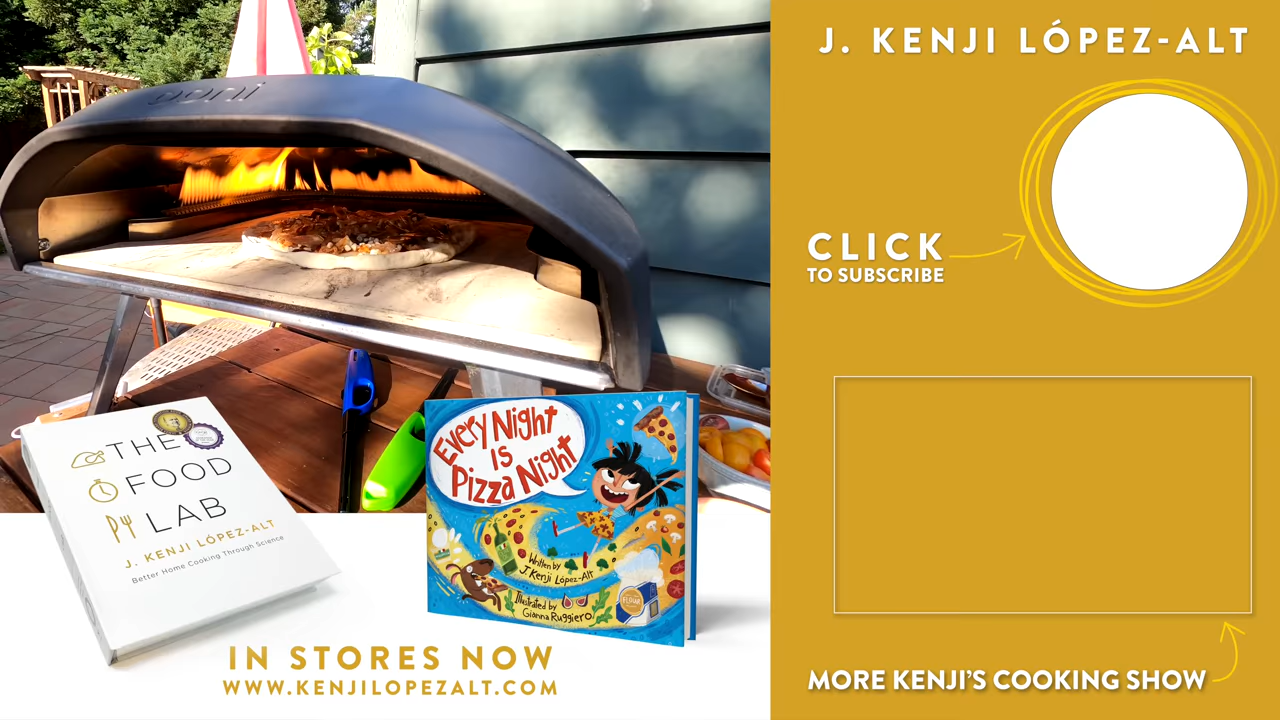 ooni
THE
FOOD
LAB
J. KENJI LÓPEZ-ALT
Better Home Cooking Through Science
Every Night
Is
Pizza Night
Written by
J. Kenji López-Alt
Illustrated by
Gianna Ruggiero
FLOUR
IN STORES NOW
WWW.KENJILOPEZALT.COM
J. KENJI LÓPEZ-ALT
CLICK
TO SUBSCRIBE
MORE KENJI'S COOKING SHOW